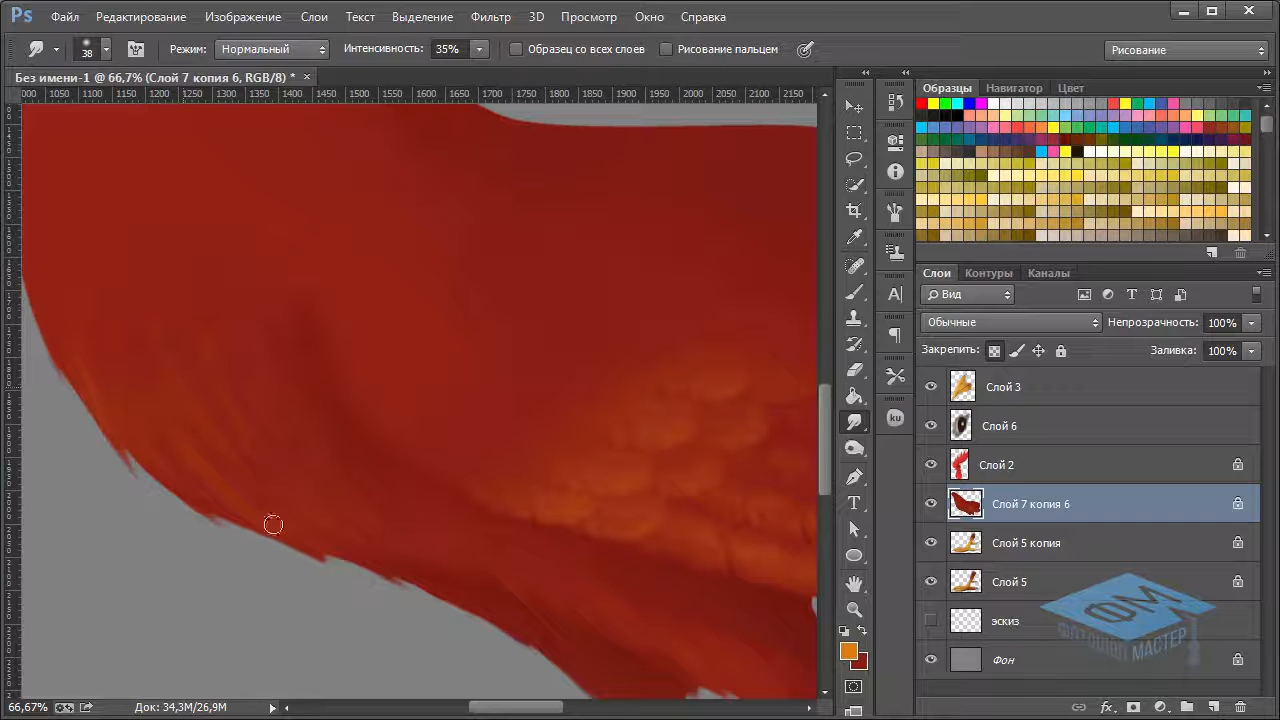 Ps Файл Редактирование Изображение Слои Текст Выделение Фильтр 3D Просмотр Окно Справка
38 Режим: Нормальный Интенсивность: 35% Образец со всех слоев Рисование пальцем Рисование
Без имени-1 @ 66,7% (Слой 7 копия 6, RGB/8) * ×
000 1050 1100 1150 1200 1250 1300 1350 1400 1450 1500 1550 1600 1650 1700 1750 1800 1850 1900 1950 2000 2050 2100 2150
Образцы Навигатор Цвет
Слои Контуры Каналы
Вид
Обычные Непрозрачность: 100%
Закрепить: Заливка: 100%
Слой 3
Слой 6
Слой 2
Слой 7 копия 6
Слой 5 копия
Слой 5
эскиз
Фон
ku
ФМ
ФОТОШОП МАСТЕР
66,67% Док: 34,3M/26,9M
fx